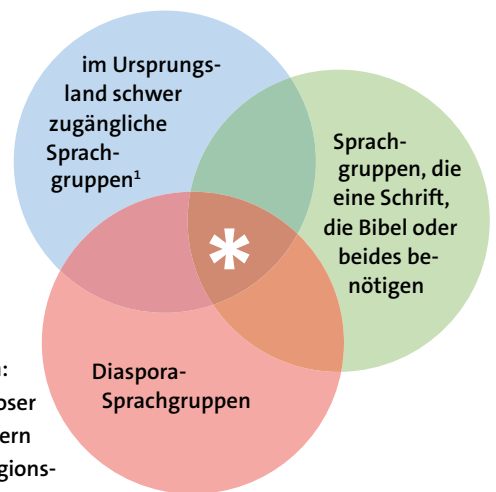 im Ursprungs-
land schwer
zugängliche
Sprach-
gruppen¹
Sprach-
gruppen, die
eine Schrift,
die Bibel oder
beides be-
nötigen
*
Diaspora-
Sprachgruppen